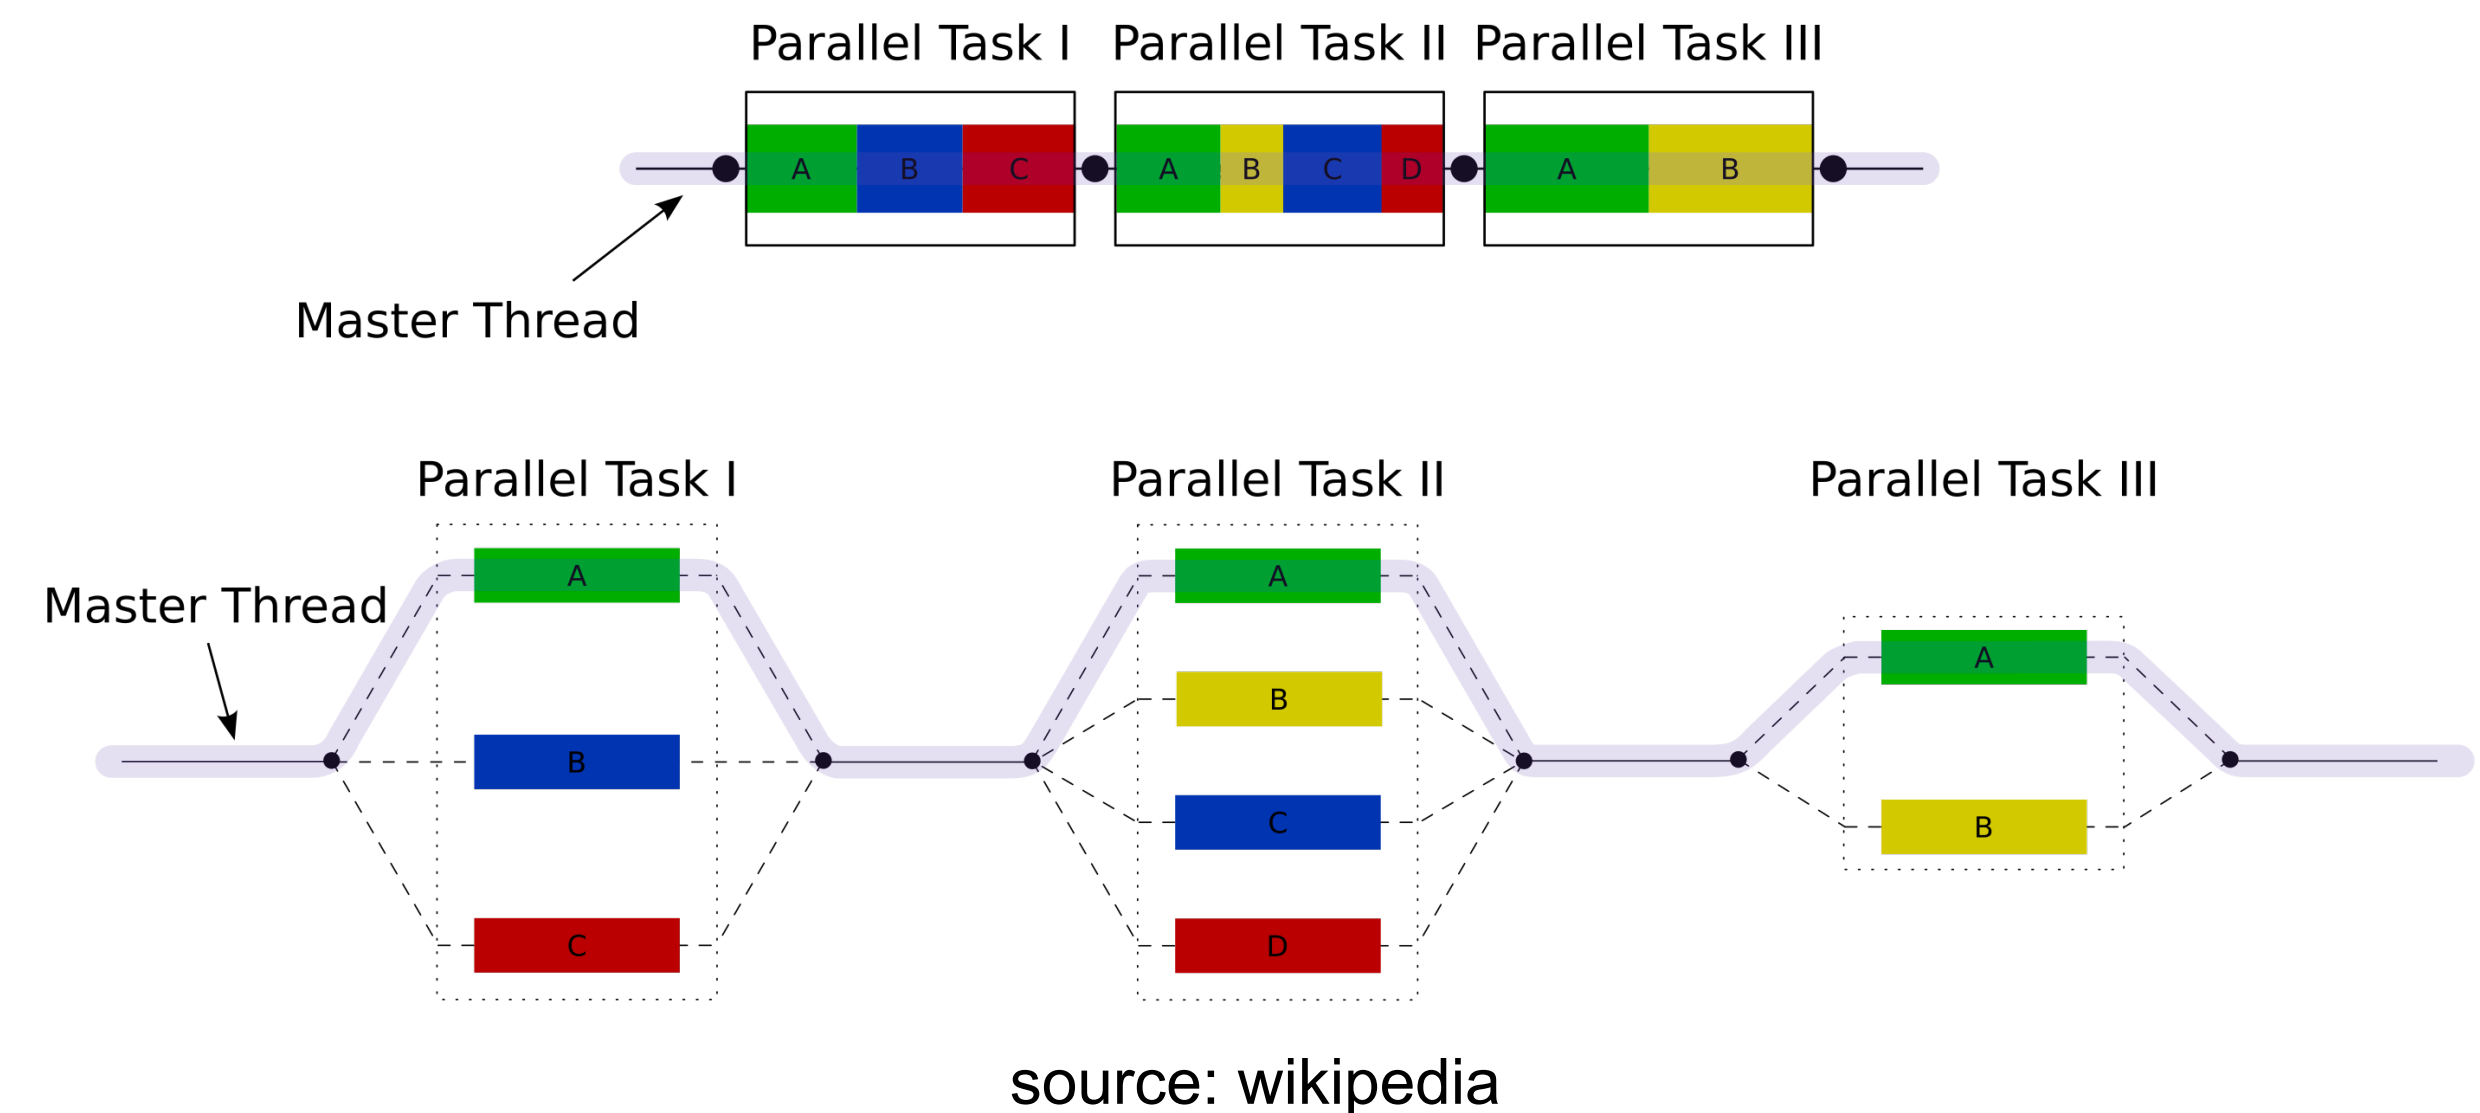 Parallel Task I
Parallel Task II
Parallel Task III
A
B
C
A
B
C
D
A
B
Master Thread
Parallel Task I
Parallel Task II
Parallel Task III
Master Thread
A
B
C
A
B
C
D
A
B
source: wikipedia